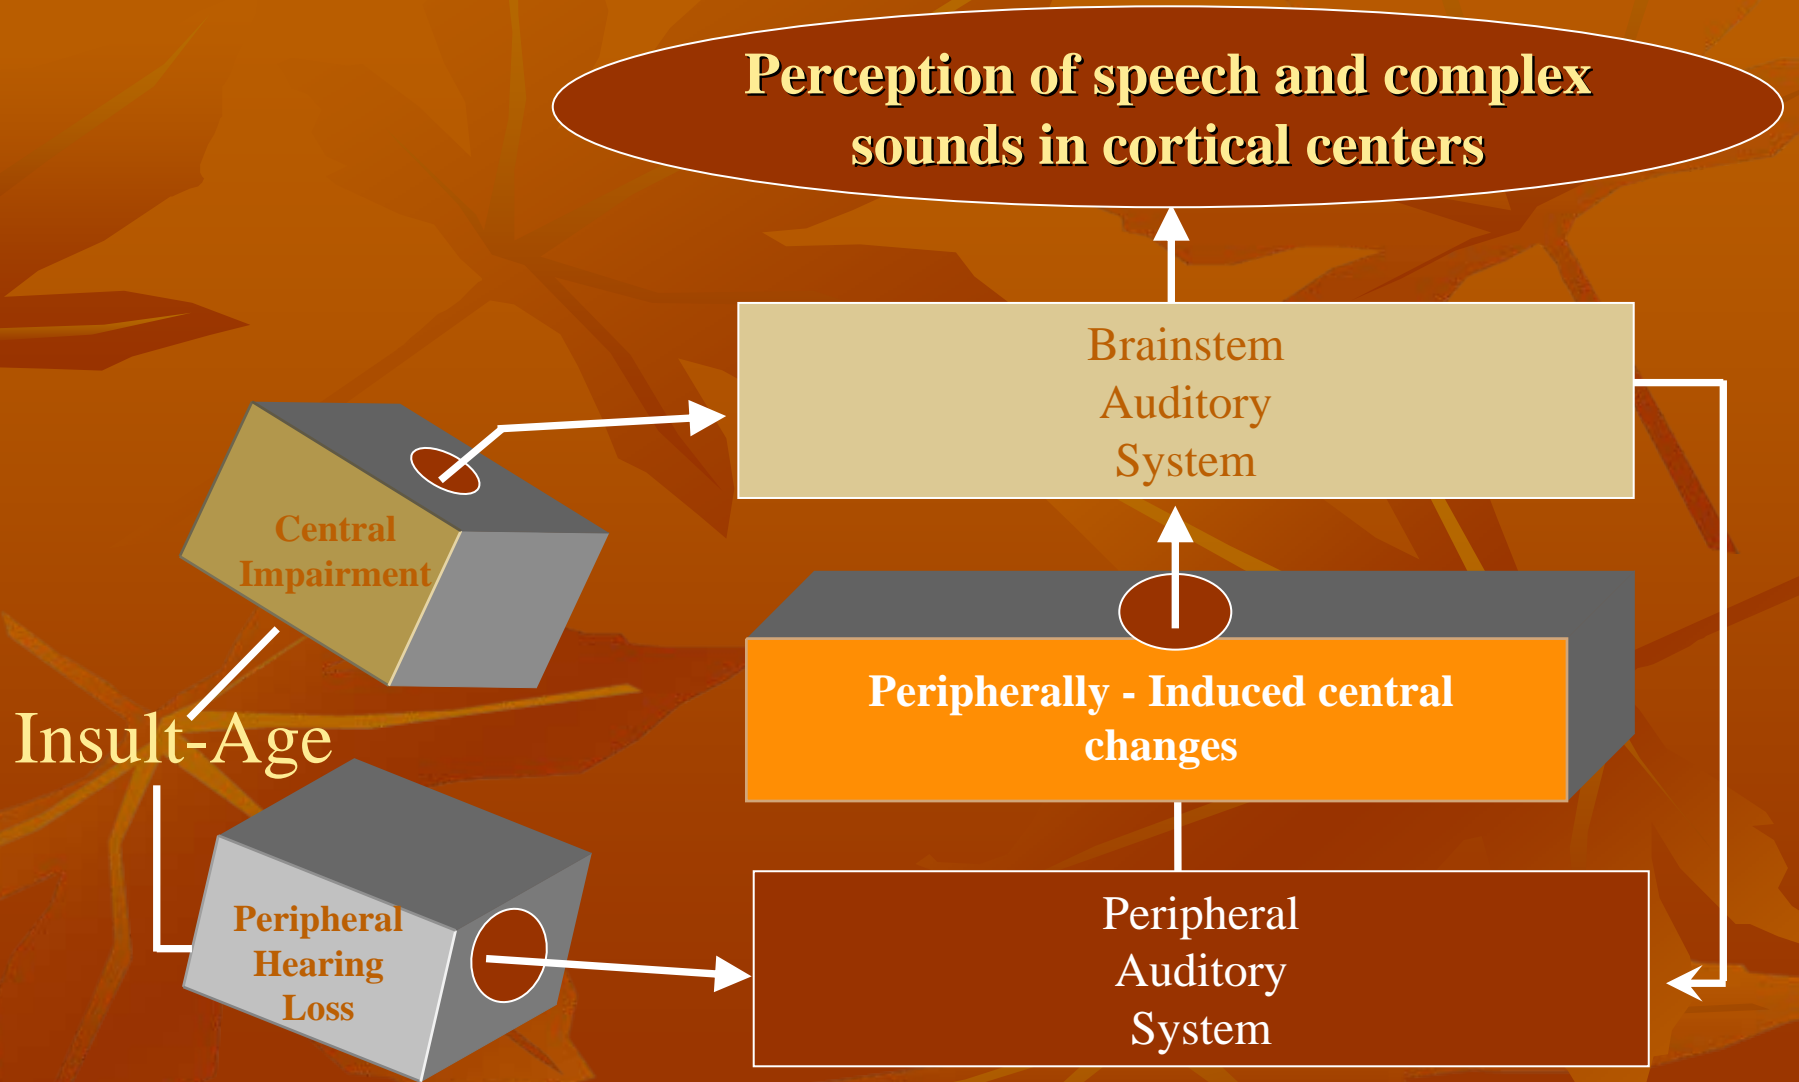 Perception of speech and complex
sounds in cortical centers
Brainstem
Auditory
System
Central
Impairment
Peripherally - Induced central
changes
Insult-Age
Peripheral
Hearing
Loss
Peripheral
Auditory
System